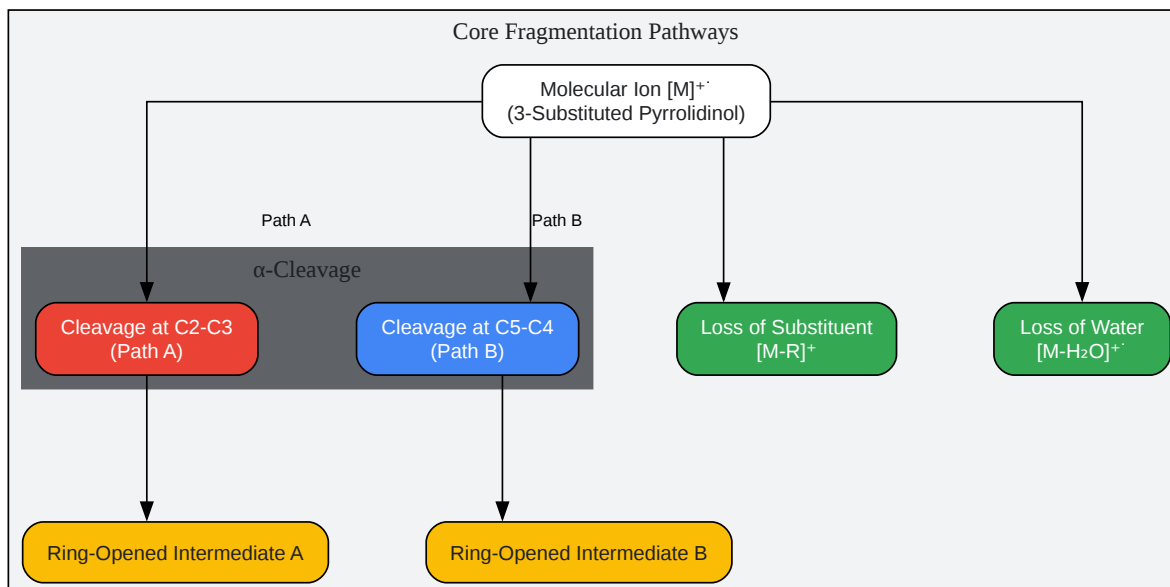 Core Fragmentation Pathways
Molecular Ion [M]⁺˙
(3-Substituted Pyrrolidinol)
Path A
Path B
α-Cleavage
Cleavage at C2-C3
(Path A)
Cleavage at C5-C4
(Path B)
Loss of Substituent
[M-R]⁺
Loss of Water
[M-H₂O]⁺˙
Ring-Opened Intermediate A
Ring-Opened Intermediate B